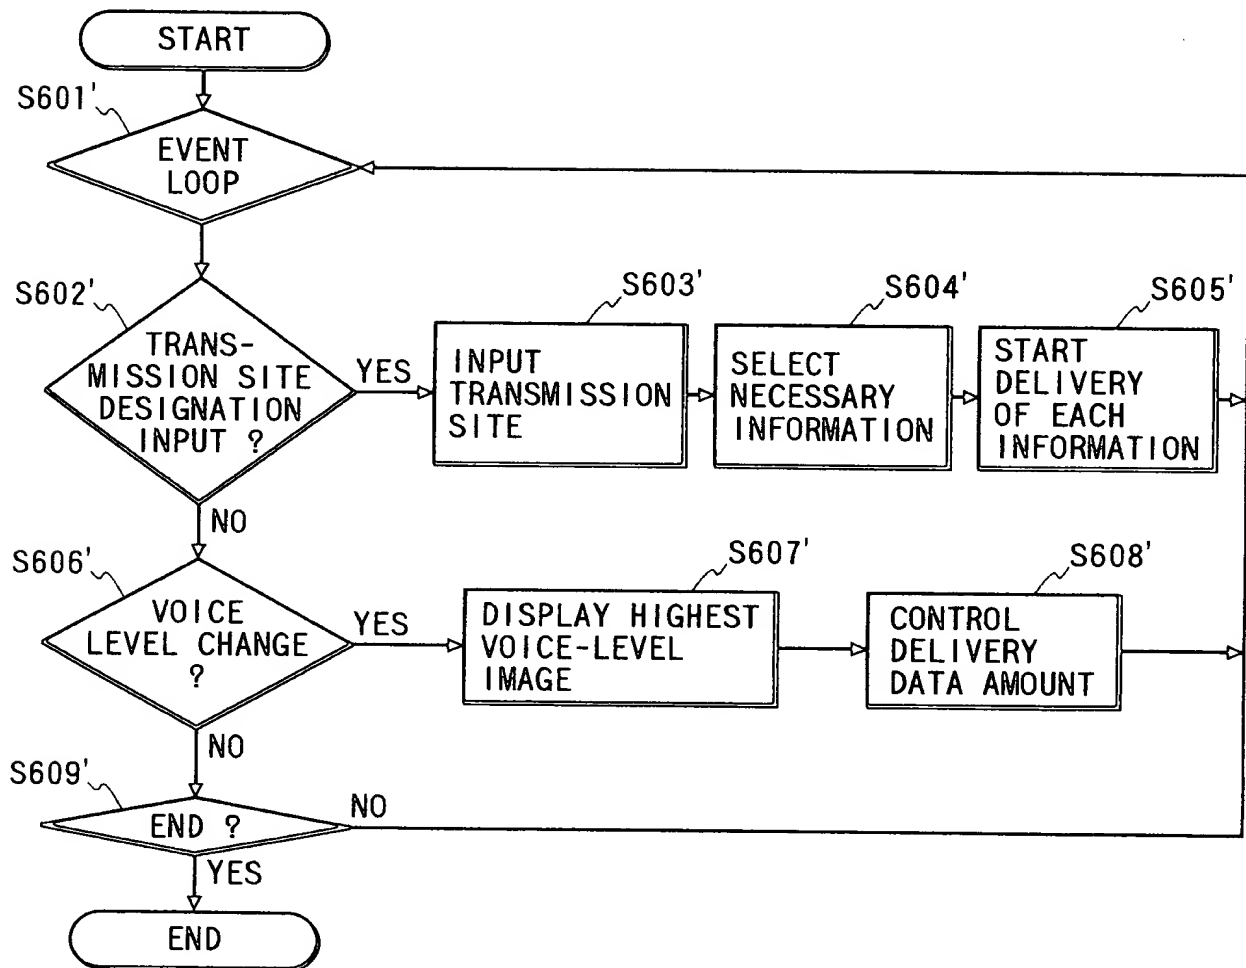 START
S601'
EVENT
LOOP
S602'
TRANS-
MISSION SITE
DESIGNATION
INPUT ?
YES
NO
S603'
INPUT
TRANSMISSION
SITE
S604'
SELECT
NECESSARY
INFORMATION
S605'
START
DELIVERY
OF EACH
INFORMATION
S606'
VOICE
LEVEL CHANGE
?
YES
NO
S607'
DISPLAY HIGHEST
VOICE-LEVEL
IMAGE
S608'
CONTROL
DELIVERY
DATA AMOUNT
S609'
END ?
NO
YES
END